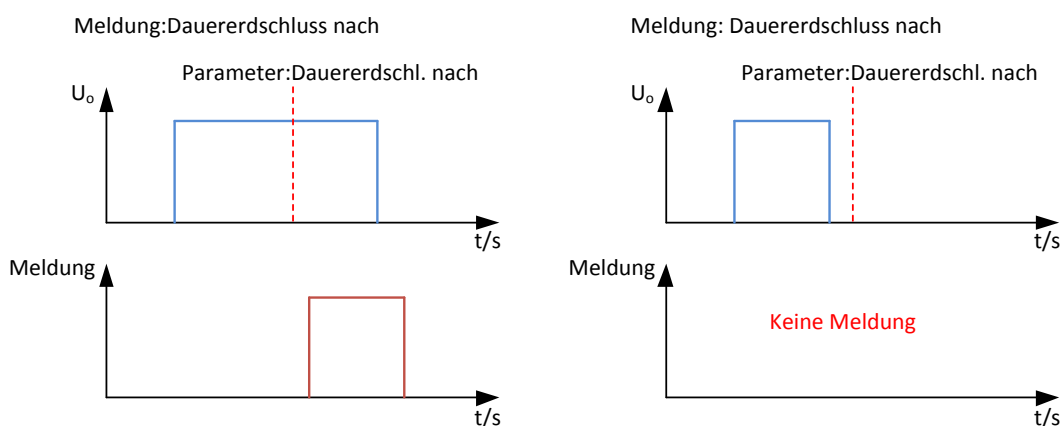 Meldung:Dauererdschluss nach
Parameter:Dauererdschl. nach
Uo
t/s
Meldung
t/s
Meldung: Dauererdschluss nach
Parameter:Dauererdschl. nach
Uo
t/s
Meldung
Keine Meldung
t/s